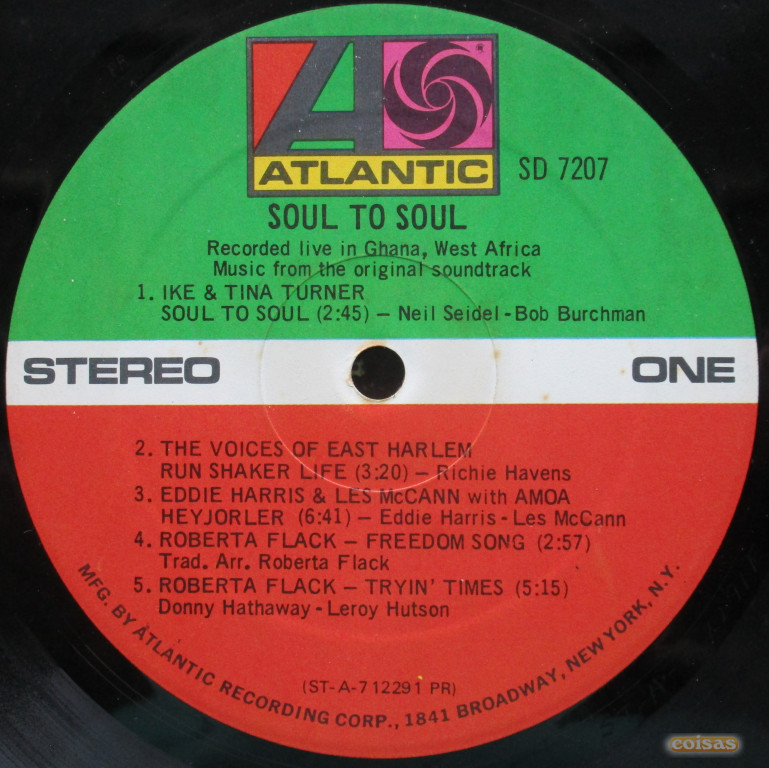 ATLANTIC
SD 7207
SOUL TO SOUL
Recorded live in Ghana, West Africa
Music from the original soundtrack
1. IKE & TINA TURNER
SOUL TO SOUL (2:45) — Neil Seidel - Bob Burchman
STEREO
ONE
2. THE VOICES OF EAST HARLEM
RUN SHAKER LIFE (3:20) — Richie Havens
3. EDDIE HARRIS & LES McCANN with AMOA
HEYJORLER (6:41) — Eddie Harris - Les McCann
4. ROBERTA FLACK — FREEDOM SONG (2:57)
Trad. Arr. Roberta Flack
5. ROBERTA FLACK — TRYIN' TIMES (5:15)
Donny Hathaway - Leroy Hutson
(ST-A-712291 PR)
MFG. BY ATLANTIC RECORDING CORP., 1841 BROADWAY, NEW YORK, N.Y.
coisas